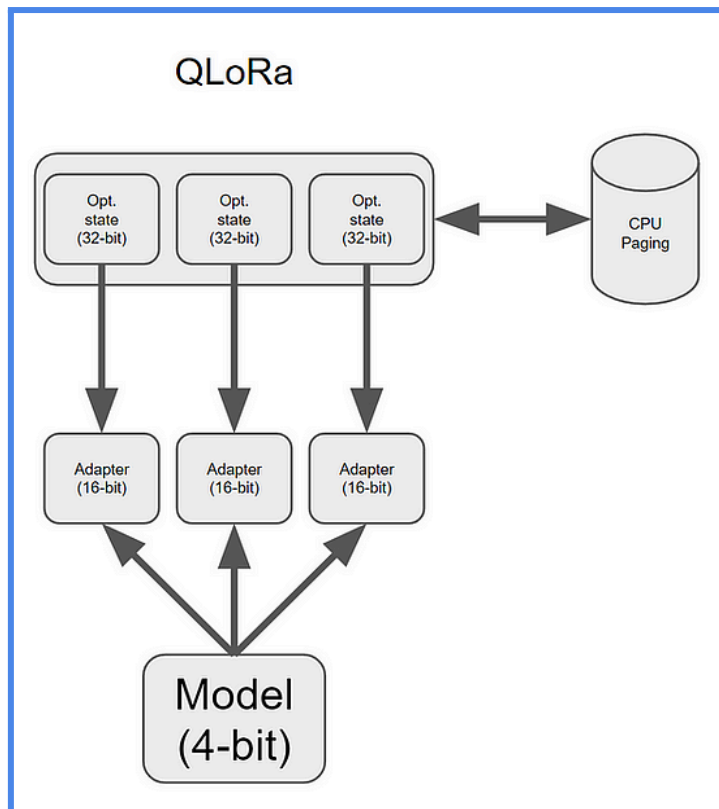 QLoRa
Opt.
state
(32-bit)
Opt.
state
(32-bit)
Opt.
state
(32-bit)
CPU
Paging
Adapter
(16-bit)
Adapter
(16-bit)
Adapter
(16-bit)
Model
(4-bit)